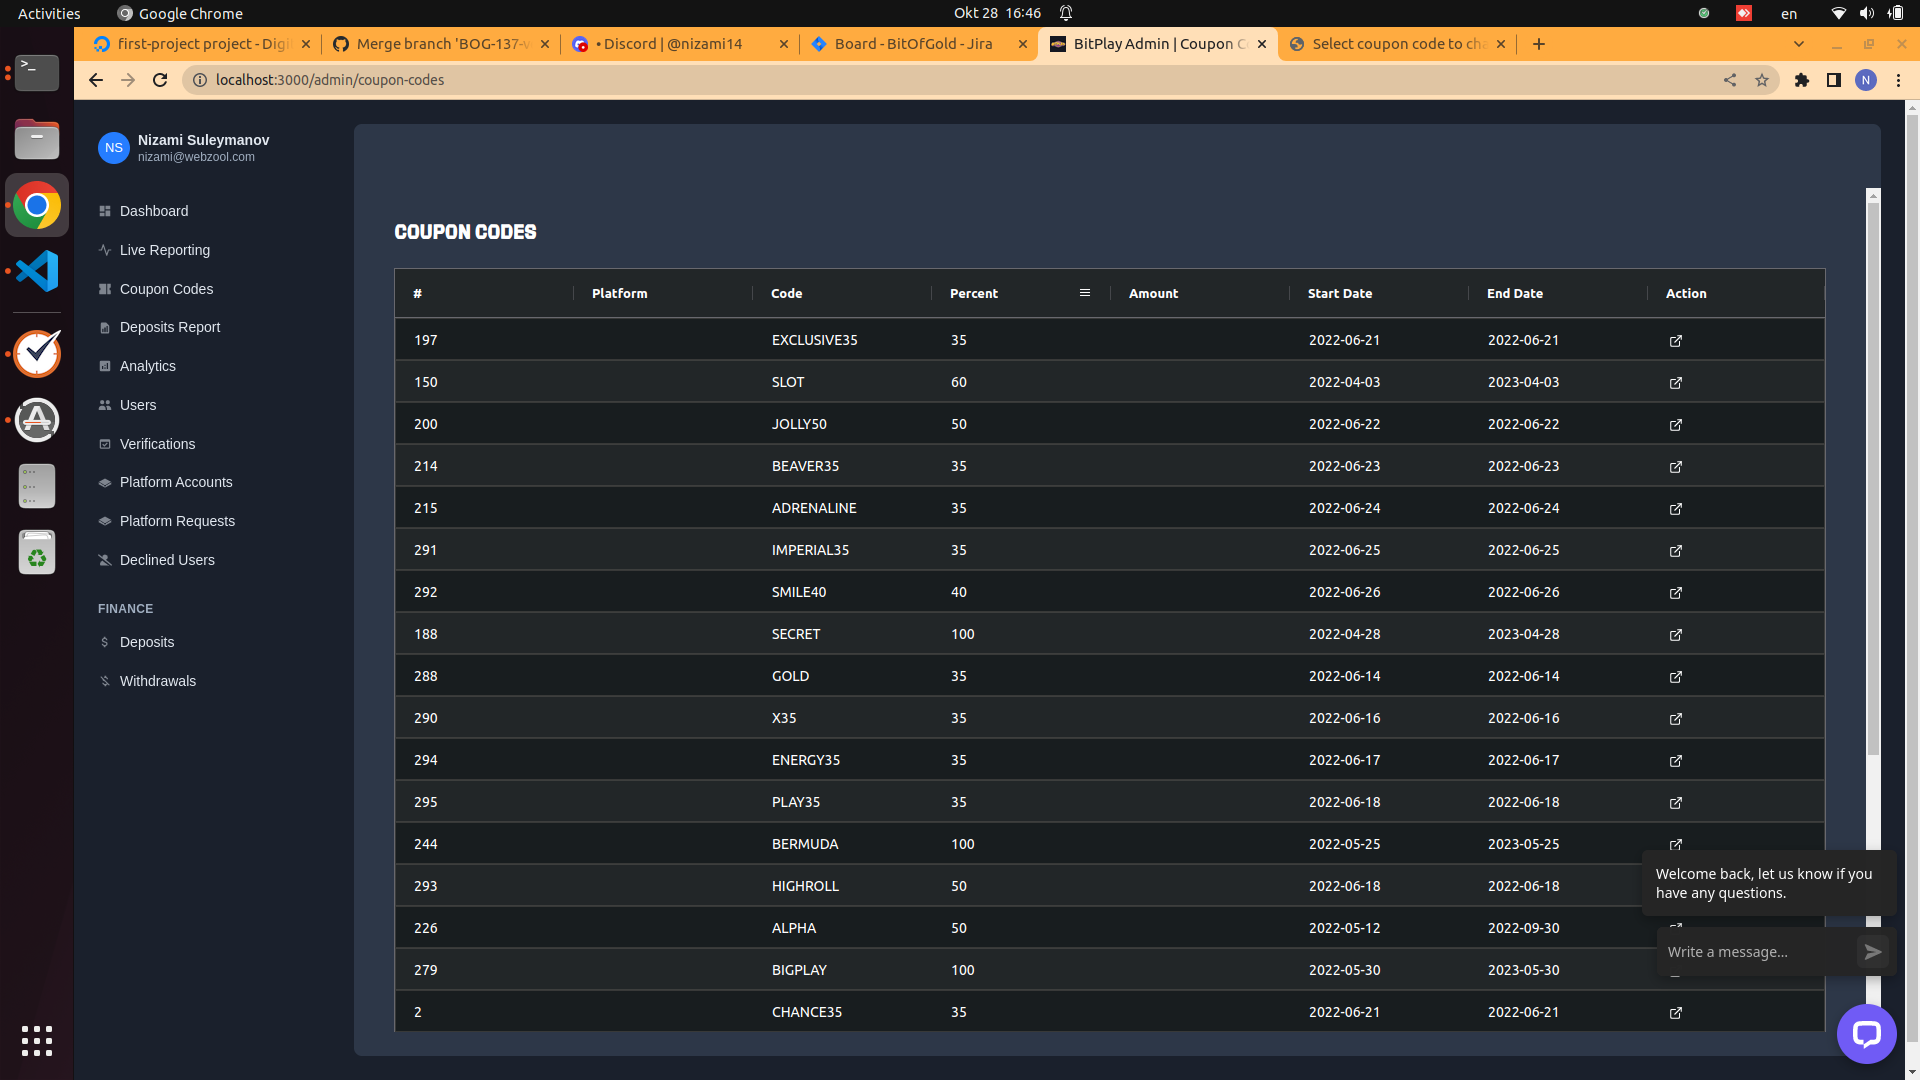 Activities Google Chrome Okt 28 16:46 en
first-project project - Digi Merge branch 'BOG-137-v • Discord | @nizami14 Board - BitOfGold - Jira BitPlay Admin | Coupon C Select coupon code to cha
localhost:3000/admin/coupon-codes N
NS Nizami Suleymanov
nizami@webzool.com
Dashboard
Live Reporting
Coupon Codes
Deposits Report
Analytics
Users
Verifications
Platform Accounts
Platform Requests
Declined Users
FINANCE
Deposits
Withdrawals
COUPON CODES
# Platform Code Percent Amount Start Date End Date Action
197 EXCLUSIVE35 35 2022-06-21 2022-06-21
150 SLOT 60 2022-04-03 2023-04-03
200 JOLLY50 50 2022-06-22 2022-06-22
214 BEAVER35 35 2022-06-23 2022-06-23
215 ADRENALINE 35 2022-06-24 2022-06-24
291 IMPERIAL35 35 2022-06-25 2022-06-25
292 SMILE40 40 2022-06-26 2022-06-26
188 SECRET 100 2022-04-28 2023-04-28
288 GOLD 35 2022-06-14 2022-06-14
290 X35 35 2022-06-16 2022-06-16
294 ENERGY35 35 2022-06-17 2022-06-17
295 PLAY35 35 2022-06-18 2022-06-18
244 BERMUDA 100 2022-05-25 2023-05-25
293 HIGHROLL 50 2022-06-18 2022-06-18
226 ALPHA 50 2022-05-12 2022-09-30
279 BIGPLAY 100 2022-05-30 2023-05-30
2 CHANCE35 35 2022-06-21 2022-06-21
Welcome back, let us know if you
have any questions.
Write a message...